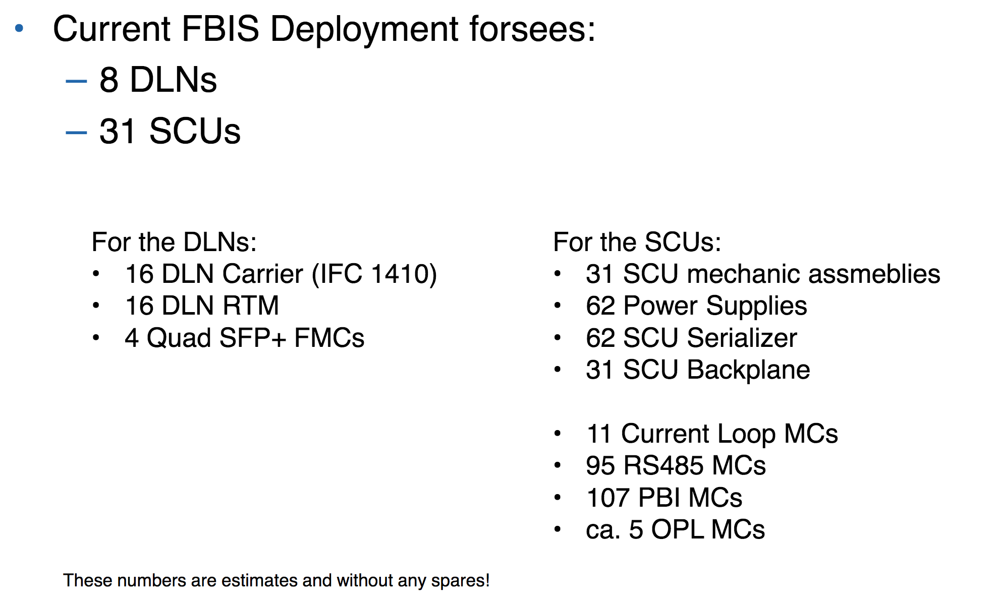 • Current FBIS Deployment forsees:
– 8 DLNs
– 31 SCUs
For the DLNs:
• 16 DLN Carrier (IFC 1410)
• 16 DLN RTM
• 4 Quad SFP+ FMCs
For the SCUs:
• 31 SCU mechanic assmeblies
• 62 Power Supplies
• 62 SCU Serializer
• 31 SCU Backplane
• 11 Current Loop MCs
• 95 RS485 MCs
• 107 PBI MCs
• ca. 5 OPL MCs
These numbers are estimates and without any spares!